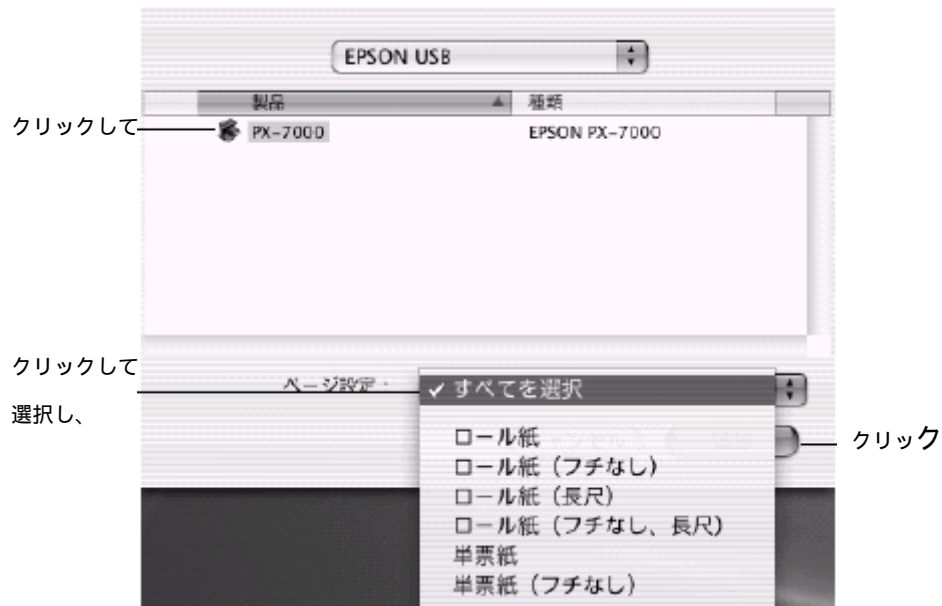 EPSON USB
製品 種類
クリックして
PX-7000 EPSON PX-7000
クリックして
選択し、
ページ設定:
✓ すべてを選択
ロール紙
ロール紙（フチなし）
ロール紙（長尺）
ロール紙（フチなし、長尺）
単票紙
単票紙（フチなし）
クリック